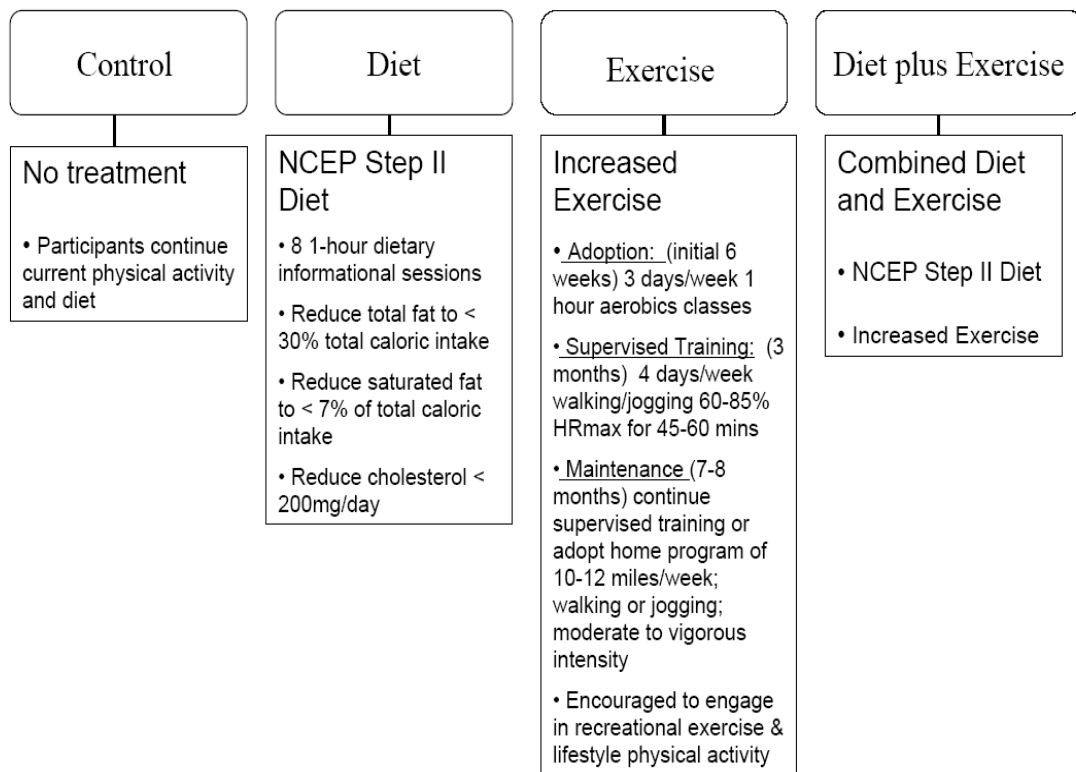 Control
No treatment
• Participants continue
current physical activity
and diet
Diet
NCEP Step II
Diet
• 8 1-hour dietary
informational sessions
• Reduce total fat to <
30% total caloric intake
• Reduce saturated fat
to < 7% of total caloric
intake
• Reduce cholesterol <
200mg/day
Exercise
Increased
Exercise
• Adoption: (initial 6
weeks) 3 days/week 1
hour aerobics classes
• Supervised Training: (3
months) 4 days/week
walking/jogging 60-85%
HRmax for 45-60 mins
• Maintenance (7-8
months) continue
supervised training or
adopt home program of
10-12 miles/week;
walking or jogging;
moderate to vigorous
intensity
• Encouraged to engage
in recreational exercise &
lifestyle physical activity
Diet plus Exercise
Combined Diet
and Exercise
• NCEP Step II Diet
• Increased Exercise